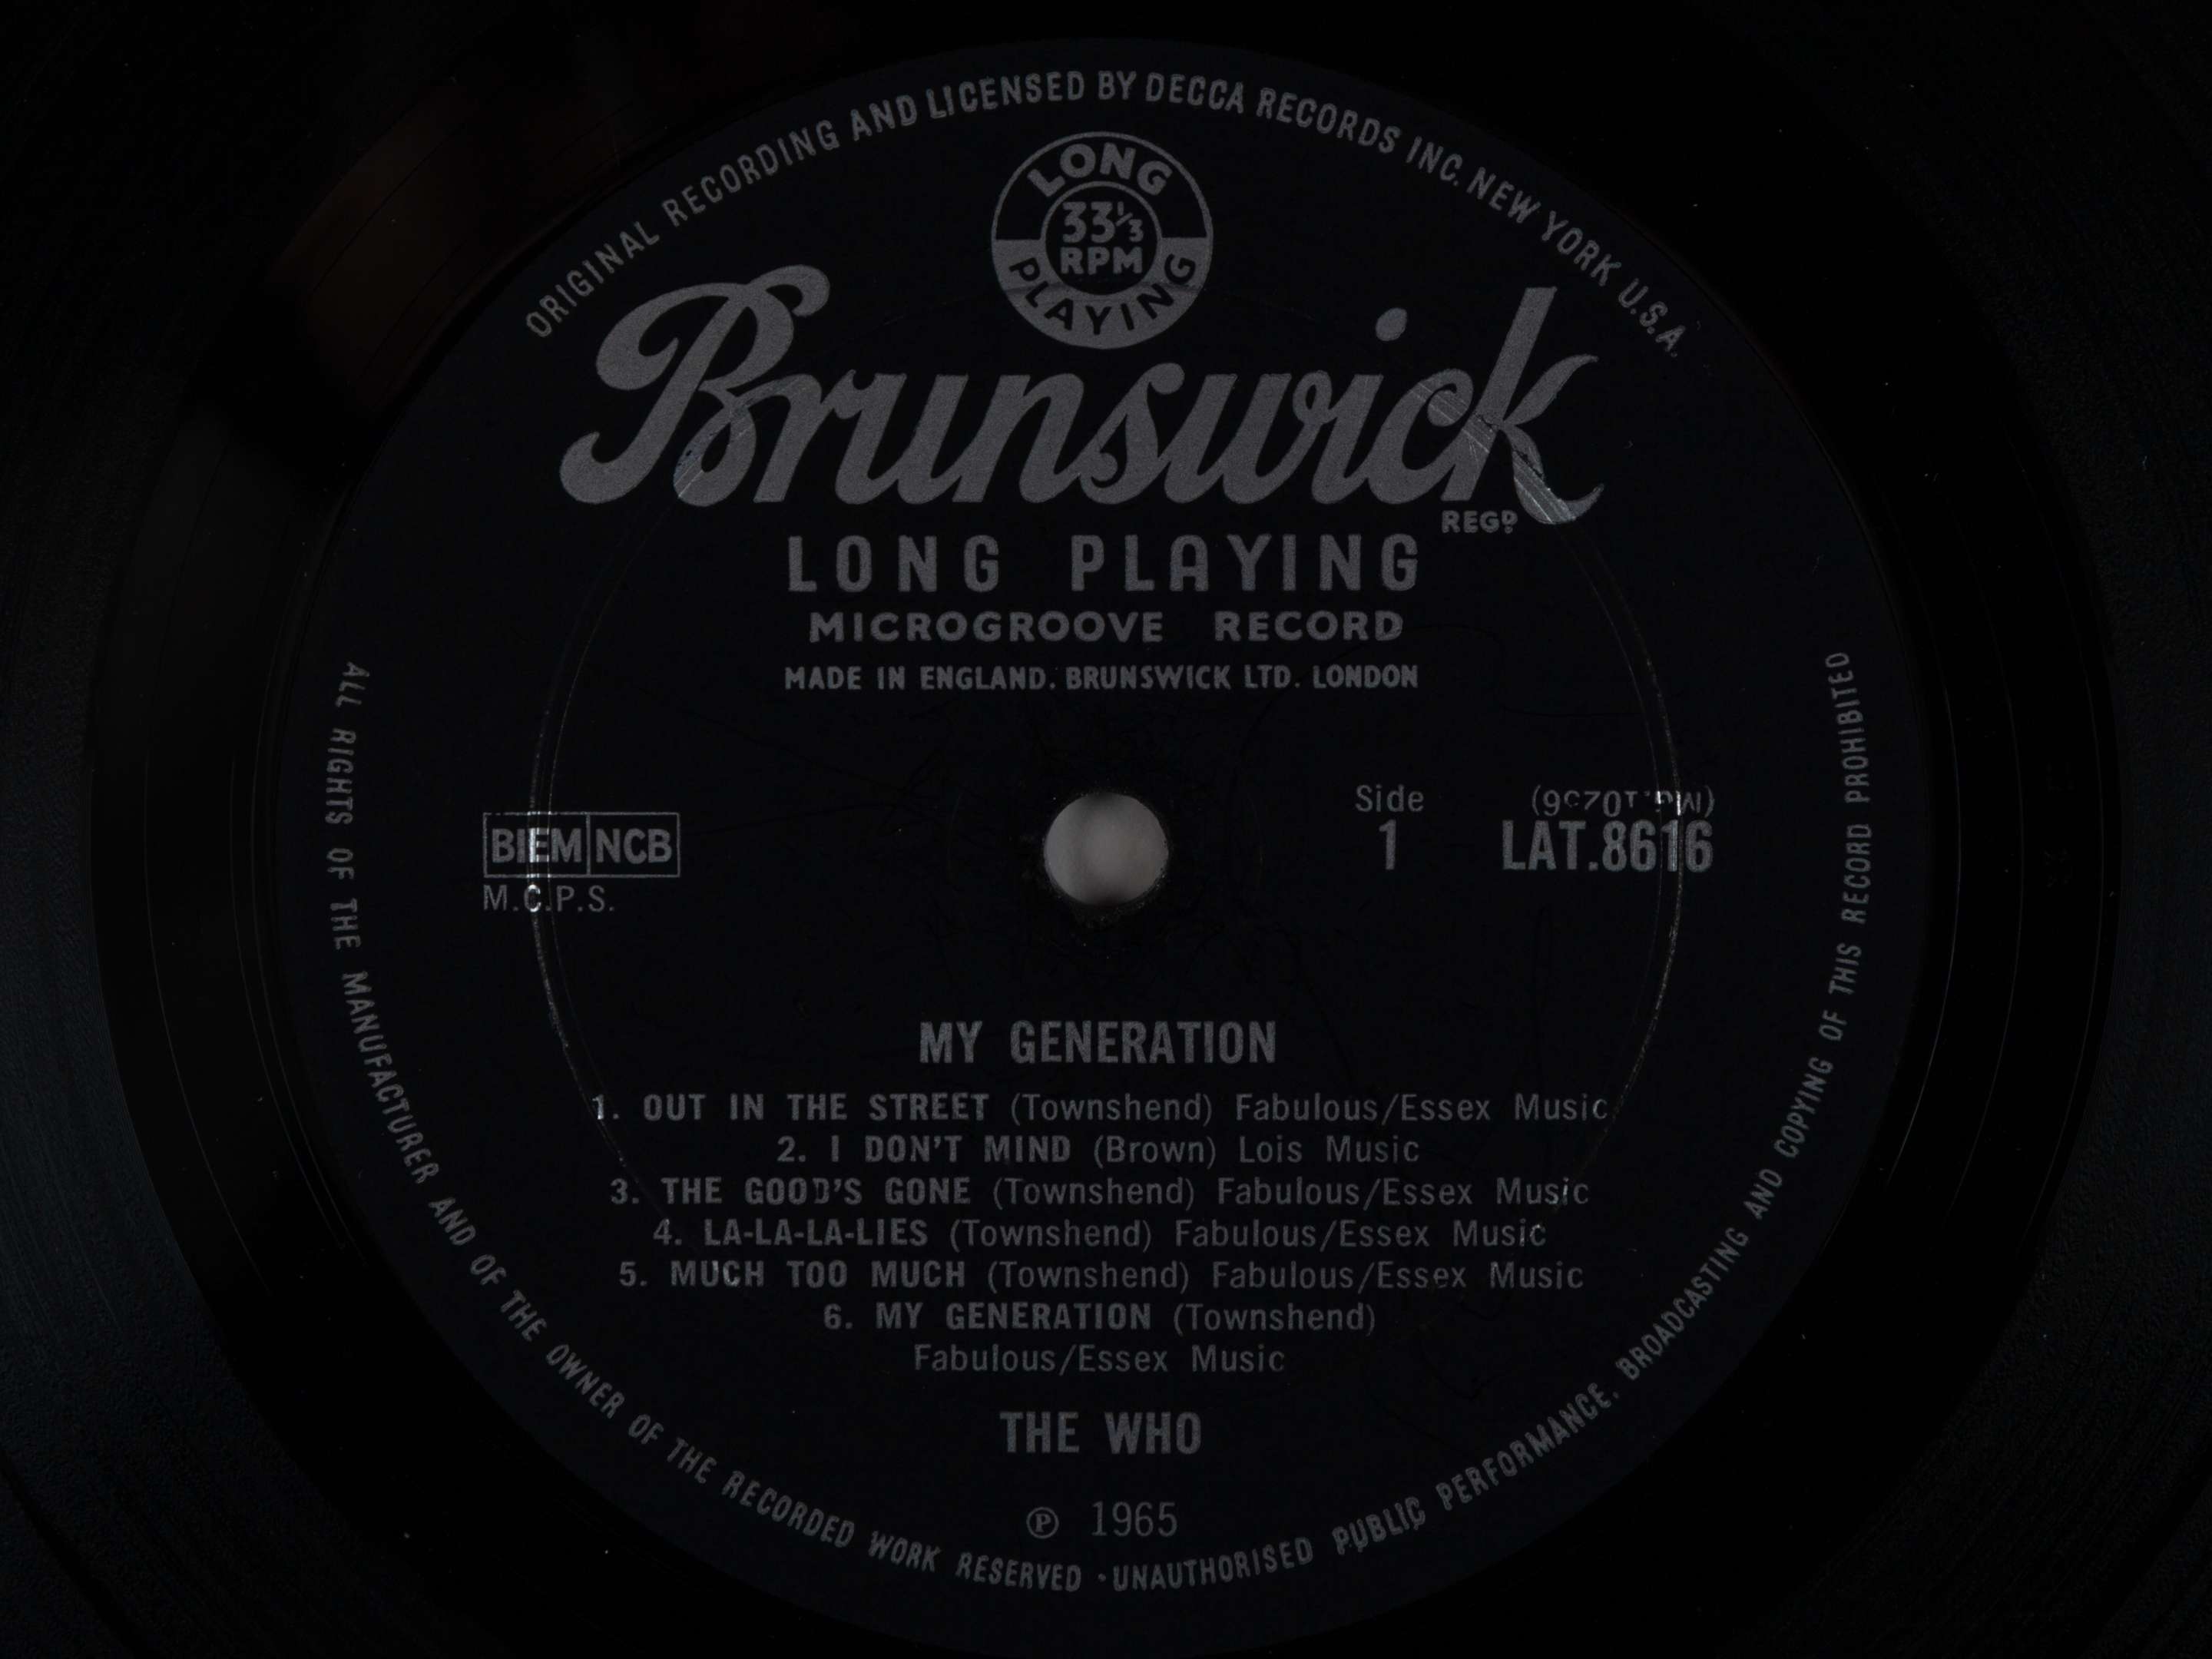 ORIGINAL RECORDING AND LICENSED BY DECCA RECORDS INC. NEW YORK U.S.A.
LONG
33⅓
RPM
PLAYING
Brunswick
REGD.
LONG PLAYING
MICROGROOVE RECORD
MADE IN ENGLAND. BRUNSWICK LTD. LONDON
BIEM NCB
M.C.P.S.
Side
1
LAT.8616
MY GENERATION
1. OUT IN THE STREET (Townshend) Fabulous/Essex Music
2. I DON'T MIND (Brown) Lois Music
3. THE GOOD'S GONE (Townshend) Fabulous/Essex Music
4. LA-LA-LA-LIES (Townshend) Fabulous/Essex Music
5. MUCH TOO MUCH (Townshend) Fabulous/Essex Music
6. MY GENERATION (Townshend)
Fabulous/Essex Music
THE WHO
℗ 1965
ALL RIGHTS OF THE MANUFACTURER AND OF THE OWNER OF THE RECORDED WORK RESERVED · UNAUTHORISED PUBLIC PERFORMANCE. BROADCASTING AND COPYING OF THIS RECORD PROHIBITED